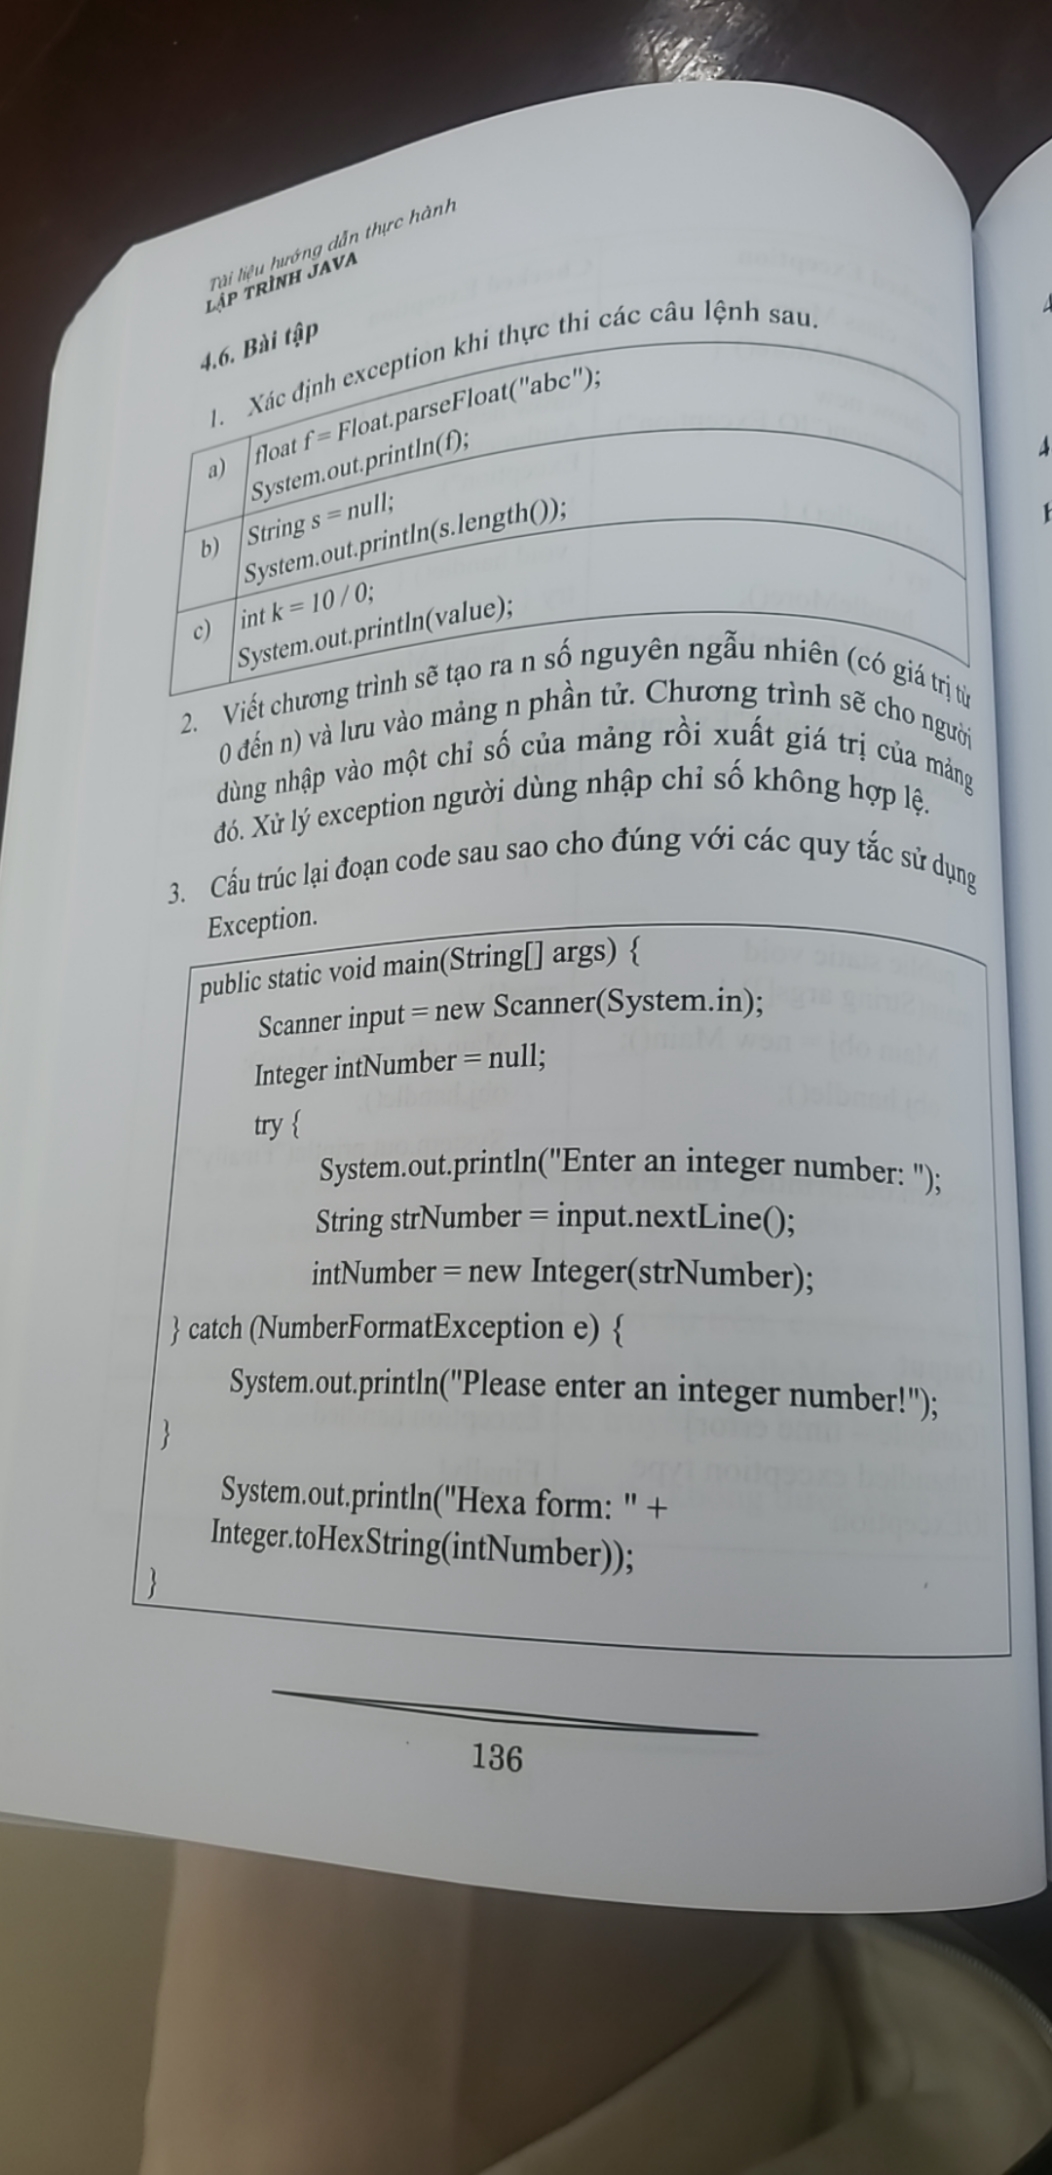 Tài liệu hướng dẫn thực hành
LẬP TRÌNH JAVA
4.6. Bài tập
1. Xác định exception khi thực thi các câu lệnh sau.
a) float f = Float.parseFloat("abc");
System.out.println(f);
b) String s = null;
System.out.println(s.length());
c) int k = 10 / 0;
System.out.println(value);
2. Viết chương trình sẽ tạo ra n số nguyên ngẫu nhiên (có giá trị từ
0 đến n) và lưu vào mảng n phần tử. Chương trình sẽ cho người
dùng nhập vào một chỉ số của mảng rồi xuất giá trị của mảng
đó. Xử lý exception người dùng nhập chỉ số không hợp lệ.
3. Cấu trúc lại đoạn code sau sao cho đúng với các quy tắc sử dụng
Exception.
public static void main(String[] args) {
Scanner input = new Scanner(System.in);
Integer intNumber = null;
try {
System.out.println("Enter an integer number: ");
String strNumber = input.nextLine();
intNumber = new Integer(strNumber);
} catch (NumberFormatException e) {
System.out.println("Please enter an integer number!");
}
System.out.println("Hexa form: " +
Integer.toHexString(intNumber));
}
136